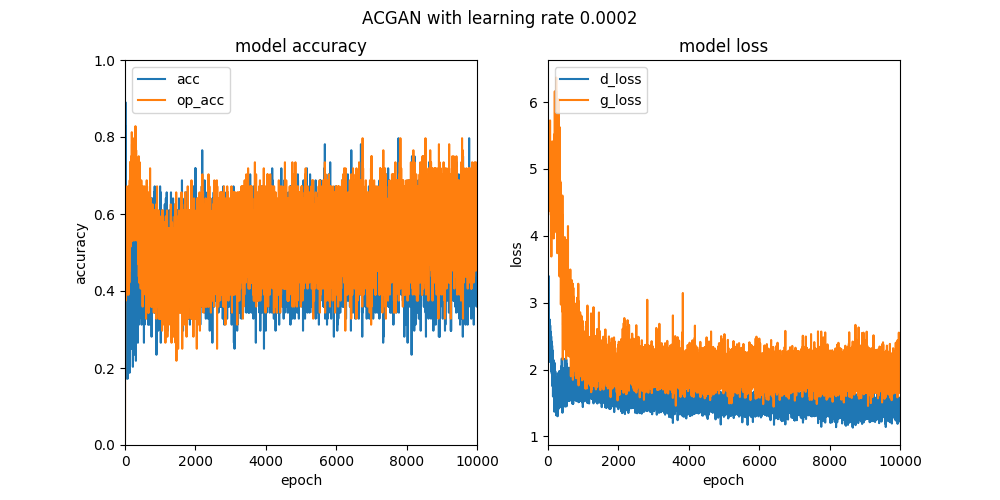 ACGAN with learning rate 0.0002
model accuracy
acc
op_acc
1.0
0.8
0.6
0.4
0.2
0.0
accuracy
0
2000
4000
6000
8000
10000
epoch
model loss
d_loss
g_loss
6
5
4
3
2
1
loss
0
2000
4000
6000
8000
10000
epoch